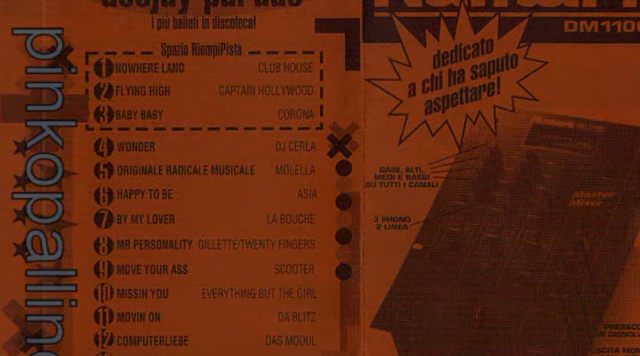 deejay parade
i più ballati in discoteca!
Spazio RiempiPista
1 NOWHERE LAND CLUB HOUSE
2 FLYING HIGH CAPTAIN HOLLYWOOD
3 BABY BABY CORONA
4 WONDER DJ CERLA
5 ORIGINALE RADICALE MUSICALE MOLELLA
6 HAPPY TO BE ASIA
7 BY MY LOVER LA BOUCHE
8 MR PERSONALITY GILLETTE/TWENTY FINGERS
9 MOVE YOUR ASS SCOOTER
10 MISSIN YOU EVERYTHING BUT THE GIRL
11 MOVIN ON DA BLITZ
12 COMPUTERLIEBE DAS MODUL
pinkopallino
DM1100
dedicato
a chi ha saputo
aspettare!
GAIN, ALTI,
MEDI E BASSI
SU TUTTI I CANALI
3 PHONO
2 LINEA
Master
Mixer